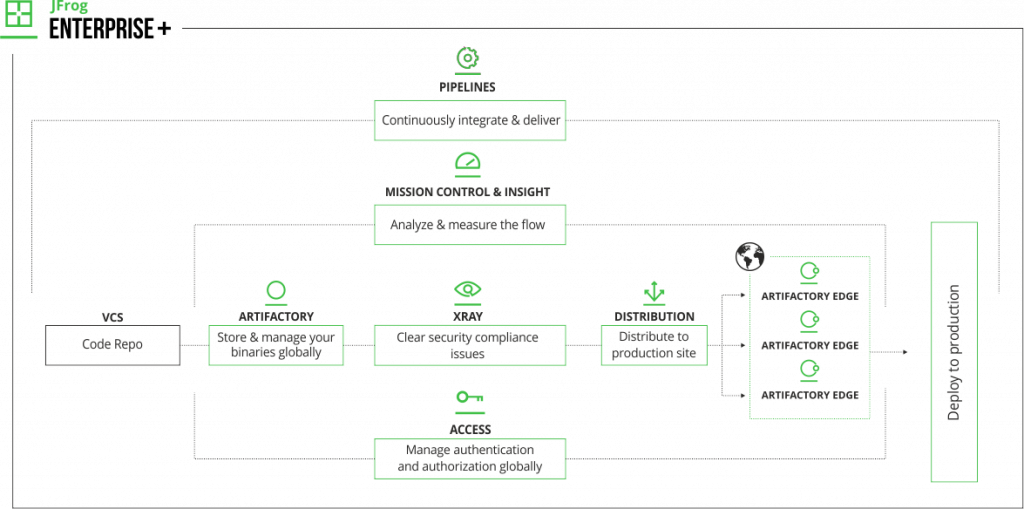 JFrog
ENTERPRISE+
PIPELINES
Continuously integrate & deliver
MISSION CONTROL & INSIGHT
Analyze & measure the flow
VCS
Code Repo
ARTIFACTORY
Store & manage your
binaries globally
XRAY
Clear security compliance
issues
DISTRIBUTION
Distribute to
production site
ARTIFACTORY EDGE
ARTIFACTORY EDGE
ARTIFACTORY EDGE
Deploy to production
ACCESS
Manage authentication
and authorization globally